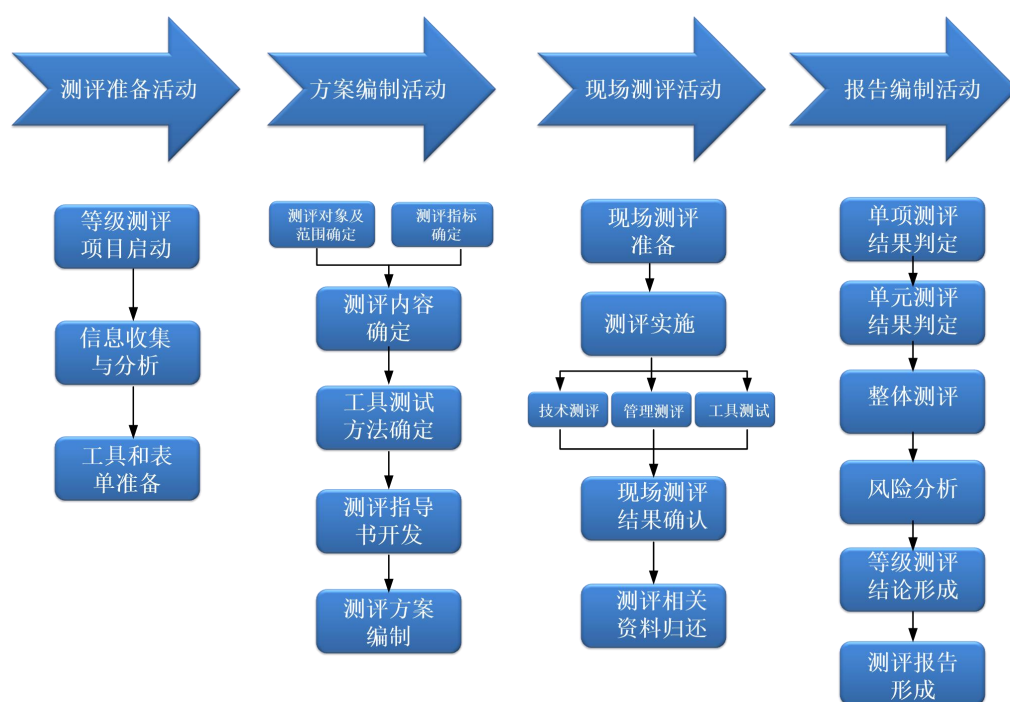 测评准备活动
方案编制活动
现场测评活动
报告编制活动
等级测评
项目启动
信息收集
与分析
工具和表
单准备
测评对象及
范围确定
测评指标
确定
测评内容
确定
工具测试
方法确定
测评指导
书开发
测评方案
编制
现场测评
准备
测评实施
技术测评
管理测评
工具测试
现场测评
结果确认
测评相关
资料归还
单项测评
结果判定
单元测评
结果判定
整体测评
风险分析
等级测评
结论形成
测评报告
形成